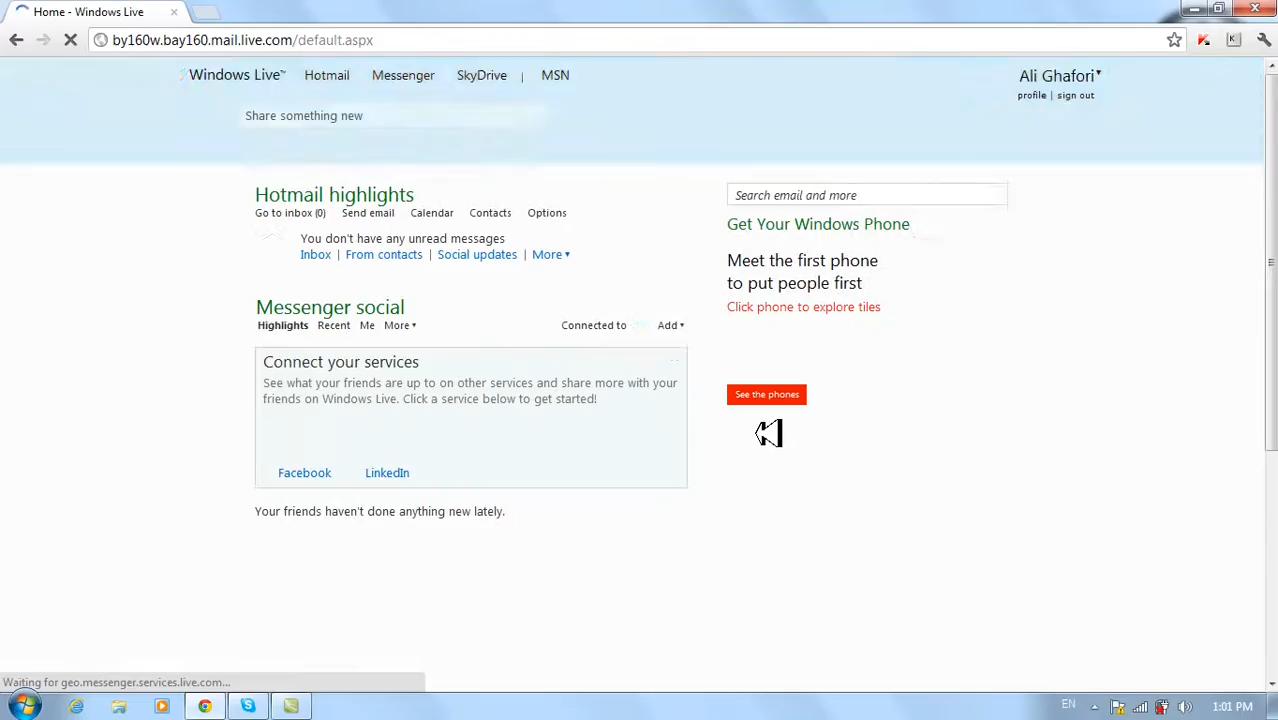 Home - Windows Live
by160w.bay160.mail.live.com/default.aspx
Windows Live™ Hotmail Messenger SkyDrive | MSN
Ali Ghafori
profile | sign out
Share something new
Hotmail highlights
Go to inbox (0) Send email Calendar Contacts Options
You don't have any unread messages
Inbox | From contacts | Social updates | More
Search email and more
Get Your Windows Phone
Meet the first phone
to put people first
Click phone to explore tiles
See the phones
Messenger social
Highlights Recent Me More Connected to Add
Connect your services
See what your friends are up to on other services and share more with your
friends on Windows Live. Click a service below to get started!
Facebook LinkedIn
Your friends haven't done anything new lately.
Waiting for geo.messenger.services.live.com...
EN 1:01 PM